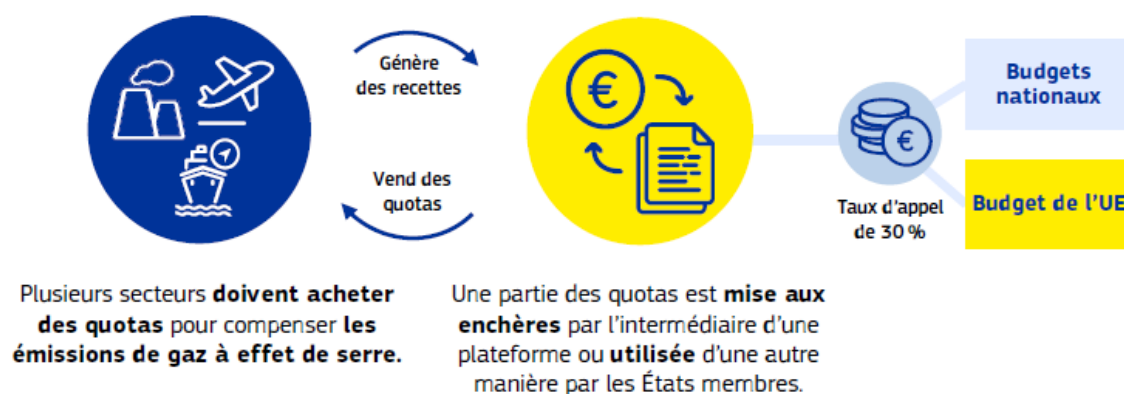 Génère
des recettes
Vend des
quotas
€
€
Taux d'appel
de 30 %
Budgets
nationaux
Budget de l'UE
Plusieurs secteurs doivent acheter
des quotas pour compenser les
émissions de gaz à effet de serre.
Une partie des quotas est mise aux
enchères par l'intermédiaire d'une
plateforme ou utilisée d'une autre
manière par les États membres.